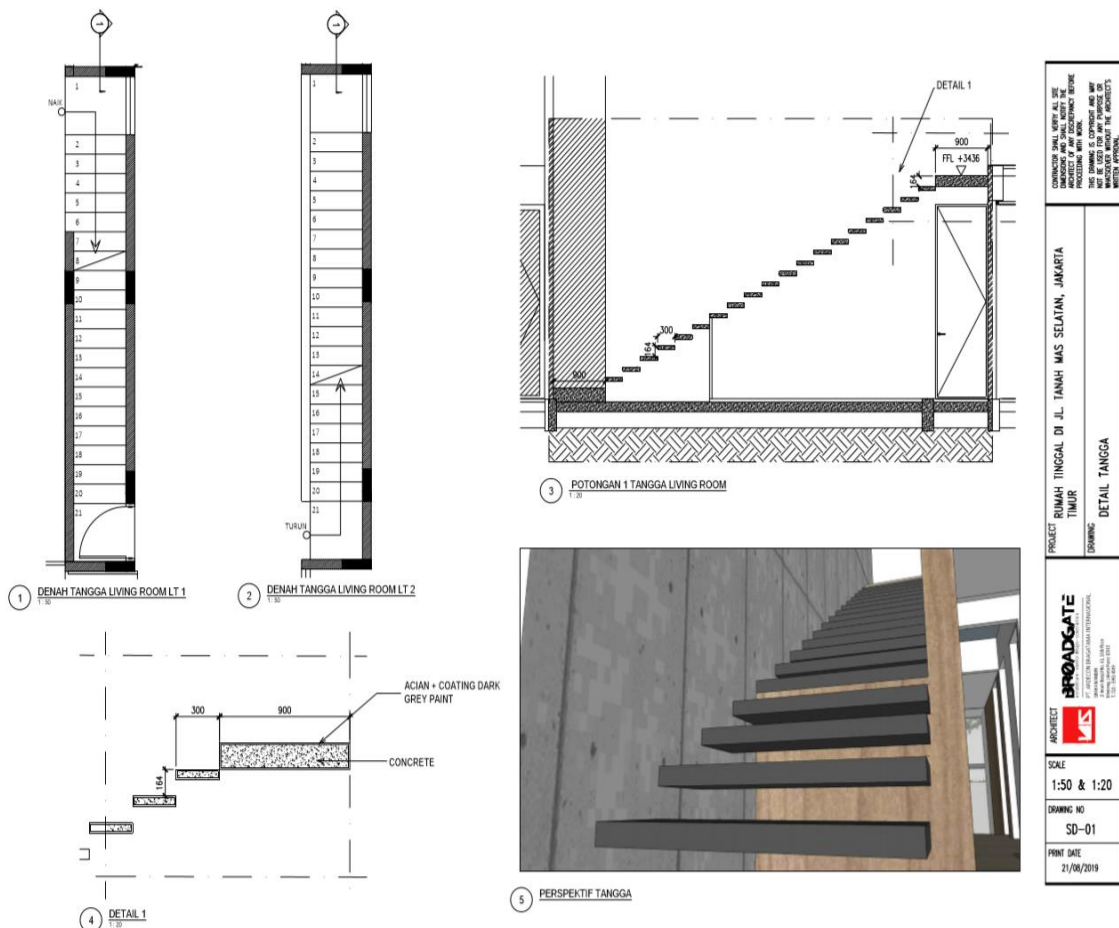 1
NAIK
1
2
3
4
5
6
7
8
9
10
11
12
13
14
15
16
17
18
19
20
21
1 DENAH TANGGA LIVING ROOM LT 1
1 : 50
1
1
2
3
4
5
6
7
8
9
10
11
12
13
14
15
16
17
18
19
20
21
TURUN
2 DENAH TANGGA LIVING ROOM LT 2
1 : 50
DETAIL 1
900
FFL +3436
164
300
164
900
3 POTONGAN 1 TANGGA LIVING ROOM
1 : 20
300
900
164
ACIAN + COATING DARK
GREY PAINT
CONCRETE
4 DETAIL 1
1 : 20
5 PERSPEKTIF TANGGA
CONTRACTOR SHALL VERIFY ALL SITE
DIMENSIONS AND SHALL NOTIFY THE
ARCHITECT OF ANY DISCREPANCY BEFORE
PROCEEDING WITH WORK.
THIS DRAWING IS COPYRIGHT AND MAY
NOT BE USED FOR ANY PURPOSE OR
WHATSOEVER WITHOUT THE ARCHITECT'S
WRITTEN APPROVAL.
PROJECT
RUMAH TINGGAL DI JL. TANAH MAS SELATAN, JAKARTA
TIMUR
DRAWING
DETAIL TANGGA
ARCHITECT
BROADGATE
SCALE
1:50 & 1:20
DRAWING NO
SD-01
PRINT DATE
21/08/2019